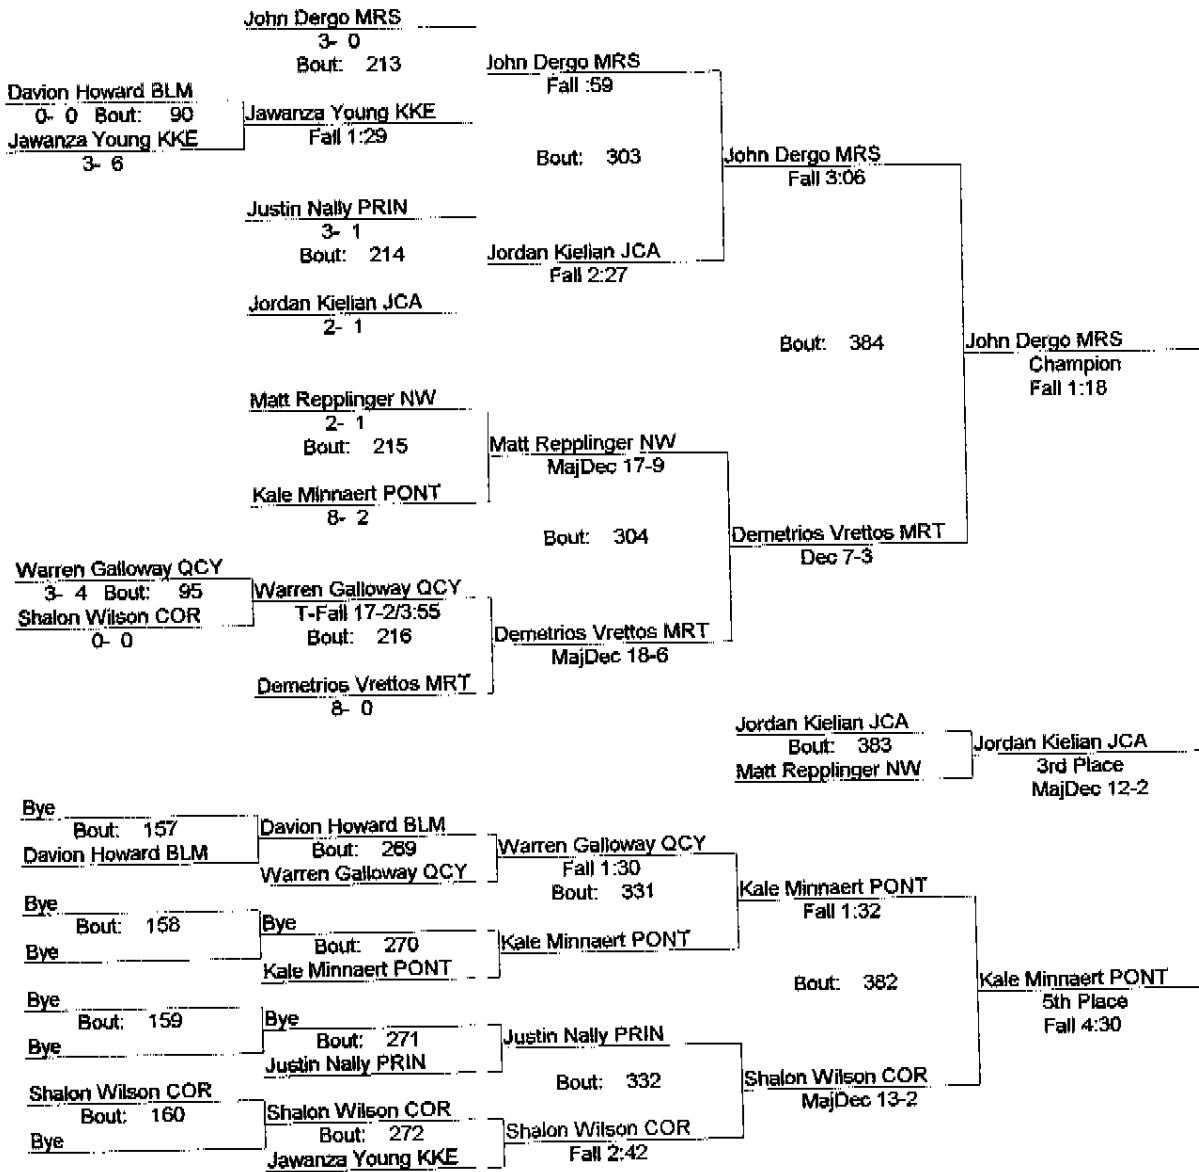 John Dergo MRS
3- 0
Bout: 213
John Dergo MRS
Fall :59
Davion Howard BLM
0- 0 Bout: 90
Jawanza Young KKE
Fall 1:29
Jawanza Young KKE
3- 6
Bout: 303
John Dergo MRS
Fall 3:06
Justin Nally PRIN
3- 1
Bout: 214
Jordan Kielian JCA
Fall 2:27
Jordan Kielian JCA
2- 1
Bout: 384
John Dergo MRS
Champion
Fall 1:18
Matt Repplinger NW
2- 1
Bout: 215
Matt Repplinger NW
MajDec 17-9
Kale Minnaert PONT
8- 2
Bout: 304
Demetrios Vrettos MRT
Dec 7-3
Warren Galloway QCY
3- 4 Bout: 95
Warren Galloway QCY
T-Fall 17-2/3:55
Shalon Wilson COR
0- 0
Bout: 216
Demetrios Vrettos MRT
MajDec 18-6
Demetrios Vrettos MRT
8- 0
Jordan Kielian JCA
Bout: 383
Jordan Kielian JCA
3rd Place
Matt Repplinger NW
MajDec 12-2
Bye
Bout: 157
Davion Howard BLM
Davion Howard BLM
Bout: 269
Warren Galloway QCY
Warren Galloway QCY
Fall 1:30
Bout: 331
Kale Minnaert PONT
Fall 1:32
Bye
Bout: 158
Bye
Bye
Bout: 270
Kale Minnaert PONT
Kale Minnaert PONT
Bout: 382
Kale Minnaert PONT
5th Place
Fall 4:30
Bye
Bout: 159
Bye
Bye
Bout: 271
Justin Nally PRIN
Justin Nally PRIN
Bout: 332
Shalon Wilson COR
MajDec 13-2
Shalon Wilson COR
Bout: 160
Bye
Shalon Wilson COR
Bout: 272
Jawanza Young KKE
Shalon Wilson COR
Fall 2:42